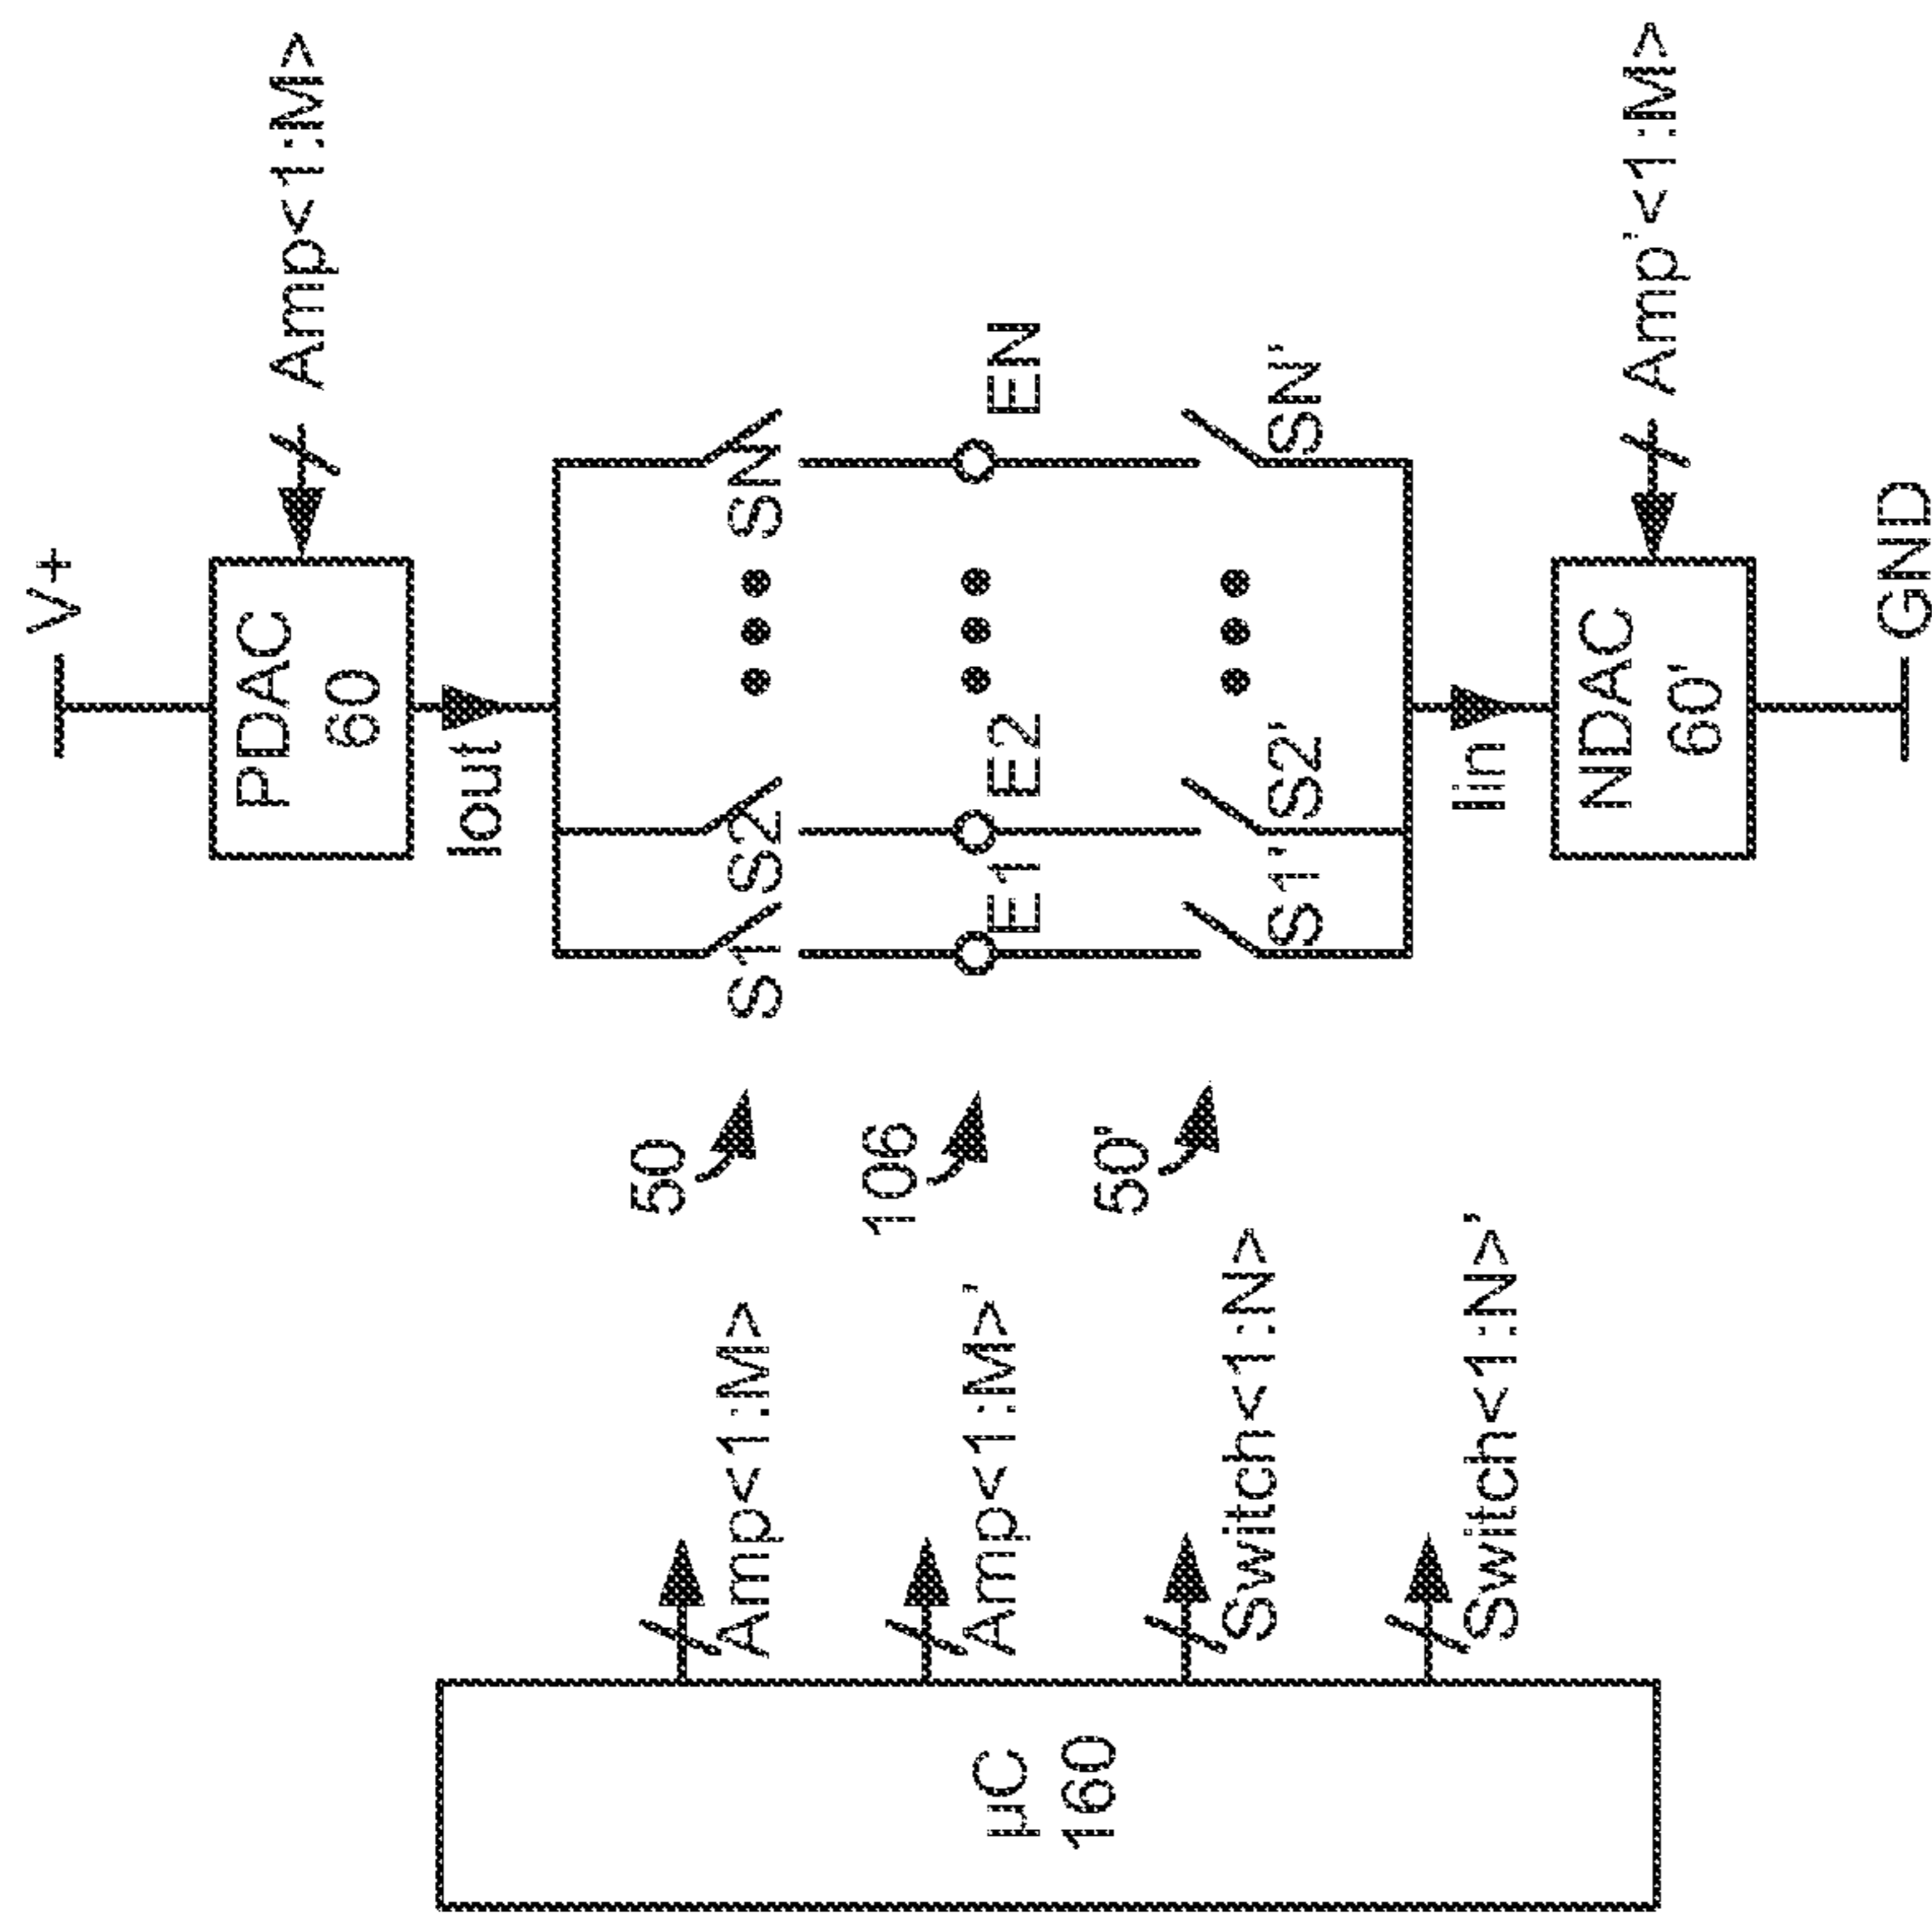 V+
PDAC
60
Amp<1:M>
Iout
S1 S2 SN
50
E1 E2 EN
106
S1' S2' SN'
50'
Iin
NDAC
60'
Amp'<1:M>
GND
µC
160
Amp<1:M>
Amp<1:M>'
Switch<1:N>
Switch<1:N>'